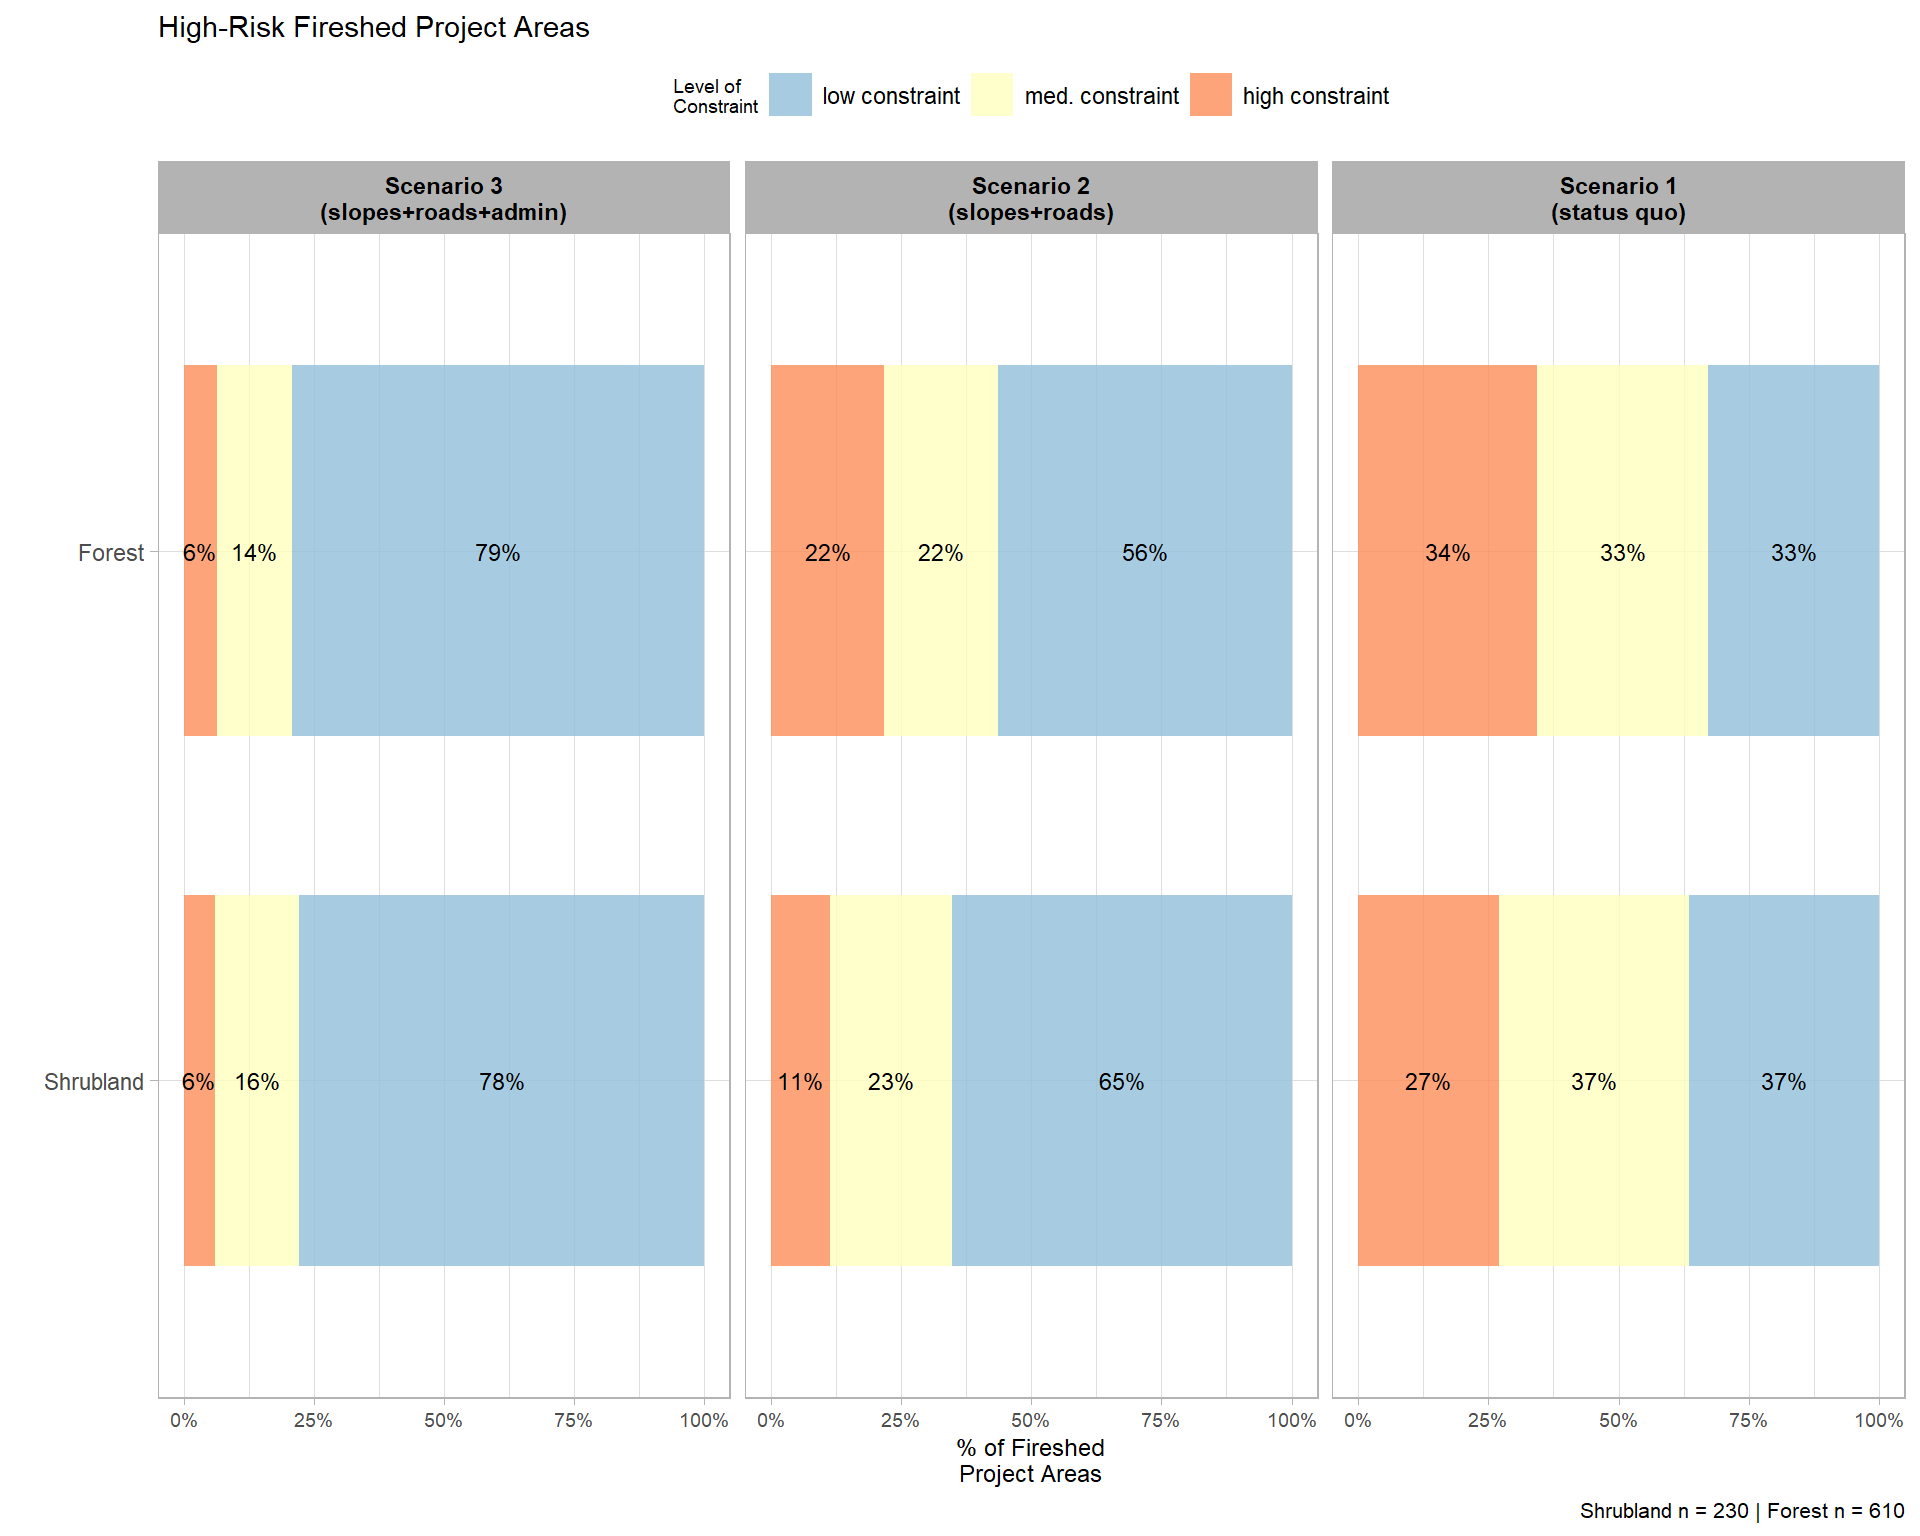 High-Risk Fireshed Project Areas
Level of
Constraint
low constraint
med. constraint
high constraint
Scenario 3
(slopes+roads+admin)
Scenario 2
(slopes+roads)
Scenario 1
(status quo)
Forest
6% 14% 79%
22% 22% 56%
34% 33% 33%
Shrubland
6% 16% 78%
11% 23% 65%
27% 37% 37%
0% 25% 50% 75% 100%
0% 25% 50% 75% 100%
0% 25% 50% 75% 100%
% of Fireshed
Project Areas
Shrubland n = 230 | Forest n = 610